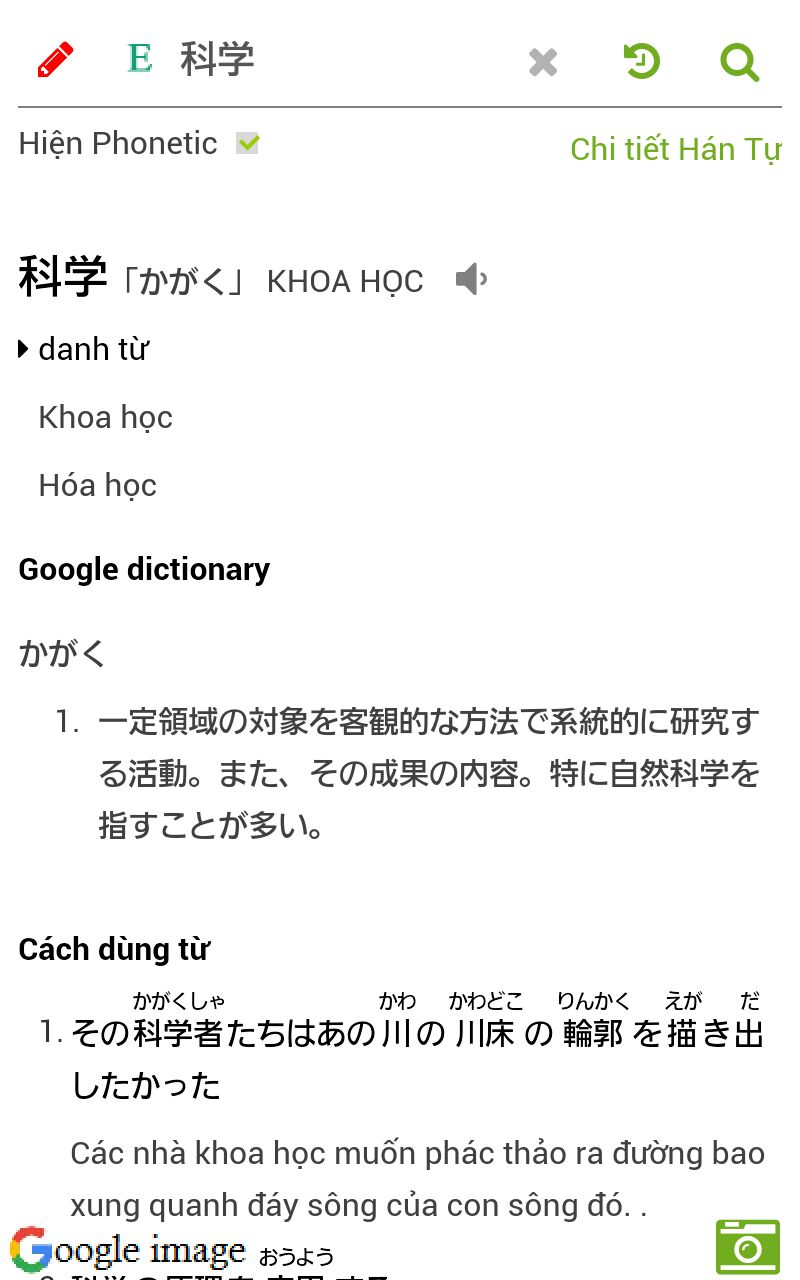 E 科学
Hiện Phonetic
Chi tiết Hán Tự
科学「かがく」 KHOA HỌC
danh từ
Khoa học
Hóa học
Google dictionary
かがく
1. 一定領域の対象を客観的な方法で系統的に研究す
る活動。また、その成果の内容。特に自然科学を
指すことが多い。
Cách dùng từ
かがくしゃ かわ かわどこ りんかく えが だ
1. その科学者たちはあの川の川床の輪郭を描き出
したかった
Các nhà khoa học muốn phác thảo ra đường bao
xung quanh đáy sông của con sông đó. .
Google image おうよう